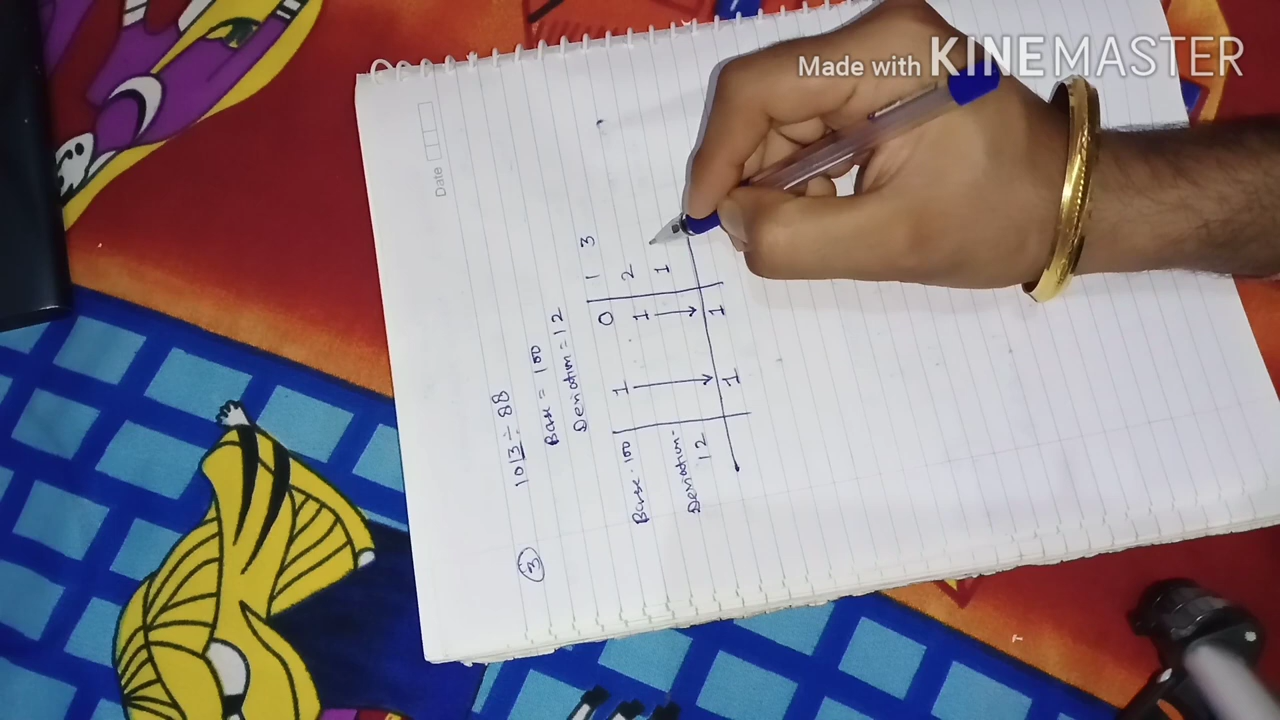 Made with KINEMASTER
Date
3 1013 ÷ 88
Base = 100
Deviation = 12
Base - 100 1 0 1 3
1 2
Deviation - 1
12
1 1